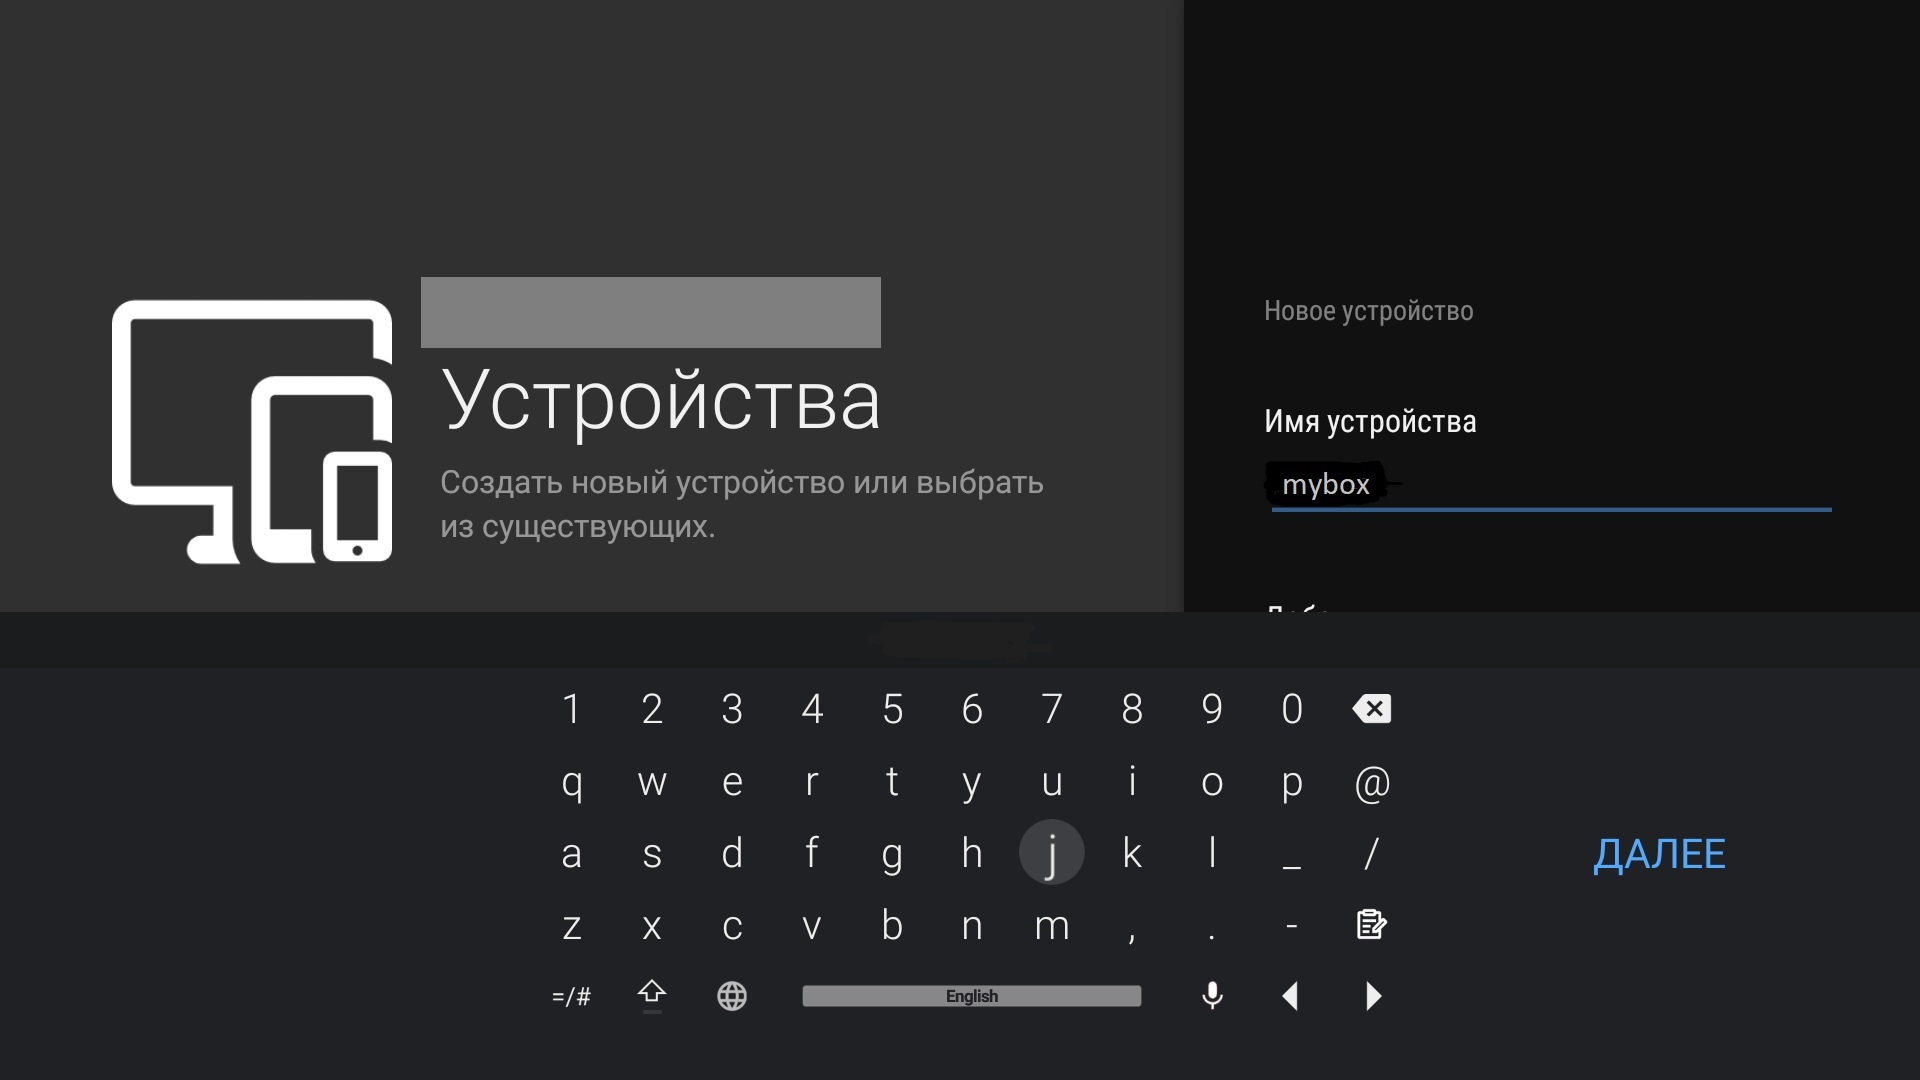 Устройства
Создать новый устройство или выбрать
из существующих.
Новое устройство
Имя устройства
mybox
1 2 3 4 5 6 7 8 9 0
q w e r t y u i o p @
a s d f g h j k l _ /
z x c v b n m , . -
=/# English
ДАЛЕЕ